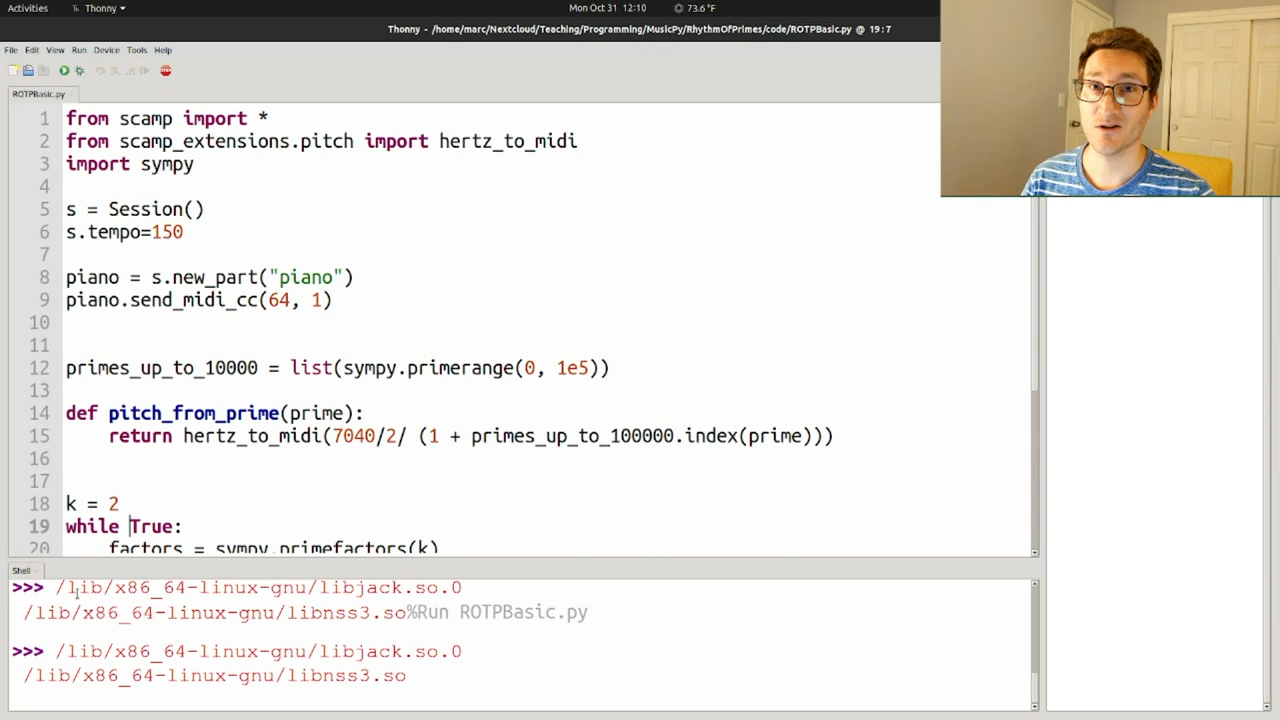 Activities
Thonny
Mon Oct 31 12:10
73.6 °F
Thonny - /home/marc/Nextcloud/Teaching/Programming/MusicPy/RhythmOfPrimes/code/ROTPBasic.py @ 19:7
File Edit View Run Device Tools Help
ROTPBasic.py
1 from scamp import *
2 from scamp_extensions.pitch import hertz_to_midi
3 import sympy
4
5 s = Session()
6 s.tempo=150
7
8 piano = s.new_part("piano")
9 piano.send_midi_cc(64, 1)
10
11
12 primes_up_to_10000 = list(sympy.primerange(0, 1e5))
13
14 def pitch_from_prime(prime):
15 return hertz_to_midi(7040/2/ (1 + primes_up_to_100000.index(prime)))
16
17
18 k = 2
19 while True:
20 factors = sympy.primefactors(k)
Shell
>>> /lib/x86_64-linux-gnu/libjack.so.0
/lib/x86_64-linux-gnu/libnss3.so%Run ROTPBasic.py
>>> /lib/x86_64-linux-gnu/libjack.so.0
/lib/x86_64-linux-gnu/libnss3.so